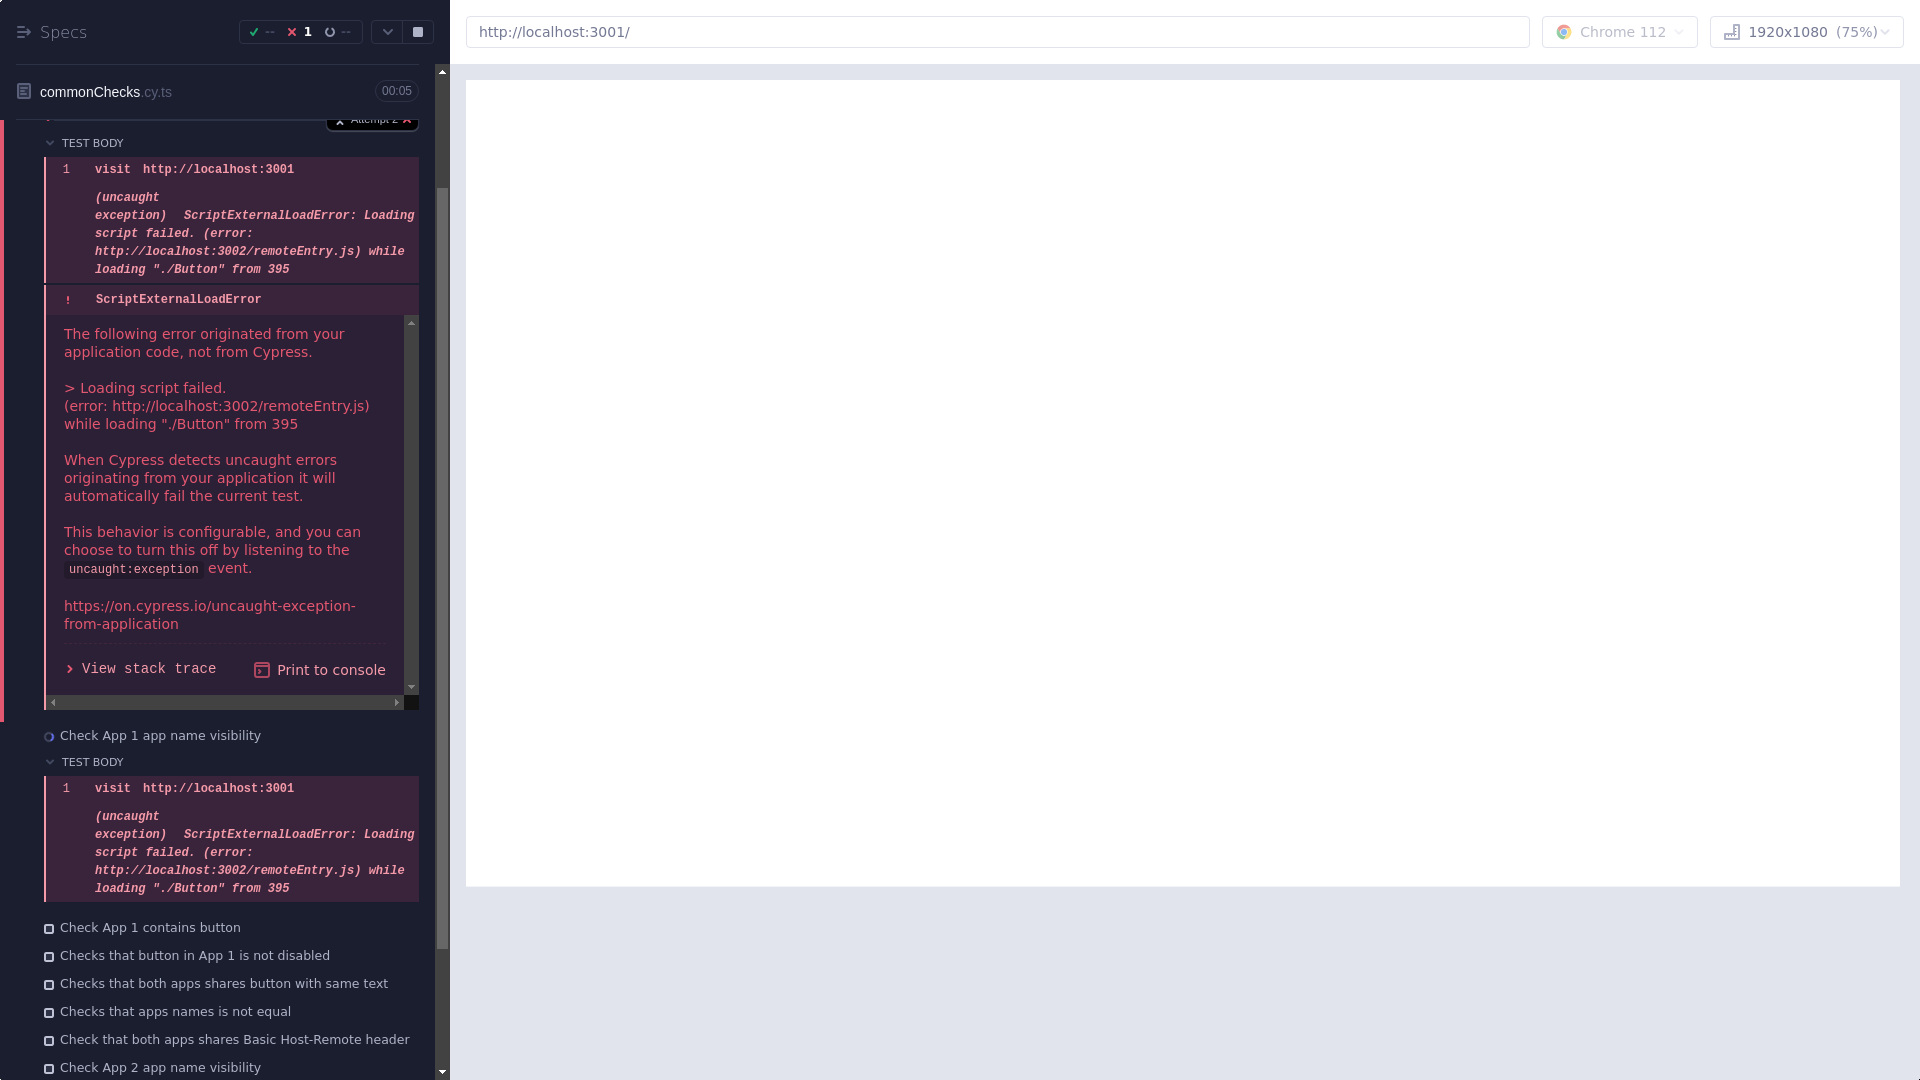 Specs
-- 1 --
commonChecks.cy.ts 00:05
Attempt 2
TEST BODY
1 visit http://localhost:3001
(uncaught
exception) ScriptExternalLoadError: Loading
script failed. (error:
http://localhost:3002/remoteEntry.js) while
loading "./Button" from 395
! ScriptExternalLoadError
The following error originated from your
application code, not from Cypress.
> Loading script failed.
(error: http://localhost:3002/remoteEntry.js)
while loading "./Button" from 395
When Cypress detects uncaught errors
originating from your application it will
automatically fail the current test.
This behavior is configurable, and you can
choose to turn this off by listening to the
uncaught:exception event.
https://on.cypress.io/uncaught-exception-
from-application
View stack trace Print to console
Check App 1 app name visibility
TEST BODY
1 visit http://localhost:3001
(uncaught
exception) ScriptExternalLoadError: Loading
script failed. (error:
http://localhost:3002/remoteEntry.js) while
loading "./Button" from 395
Check App 1 contains button
Checks that button in App 1 is not disabled
Checks that both apps shares button with same text
Checks that apps names is not equal
Check that both apps shares Basic Host-Remote header
Check App 2 app name visibility
http://localhost:3001/
Chrome 112
1920x1080 (75%)